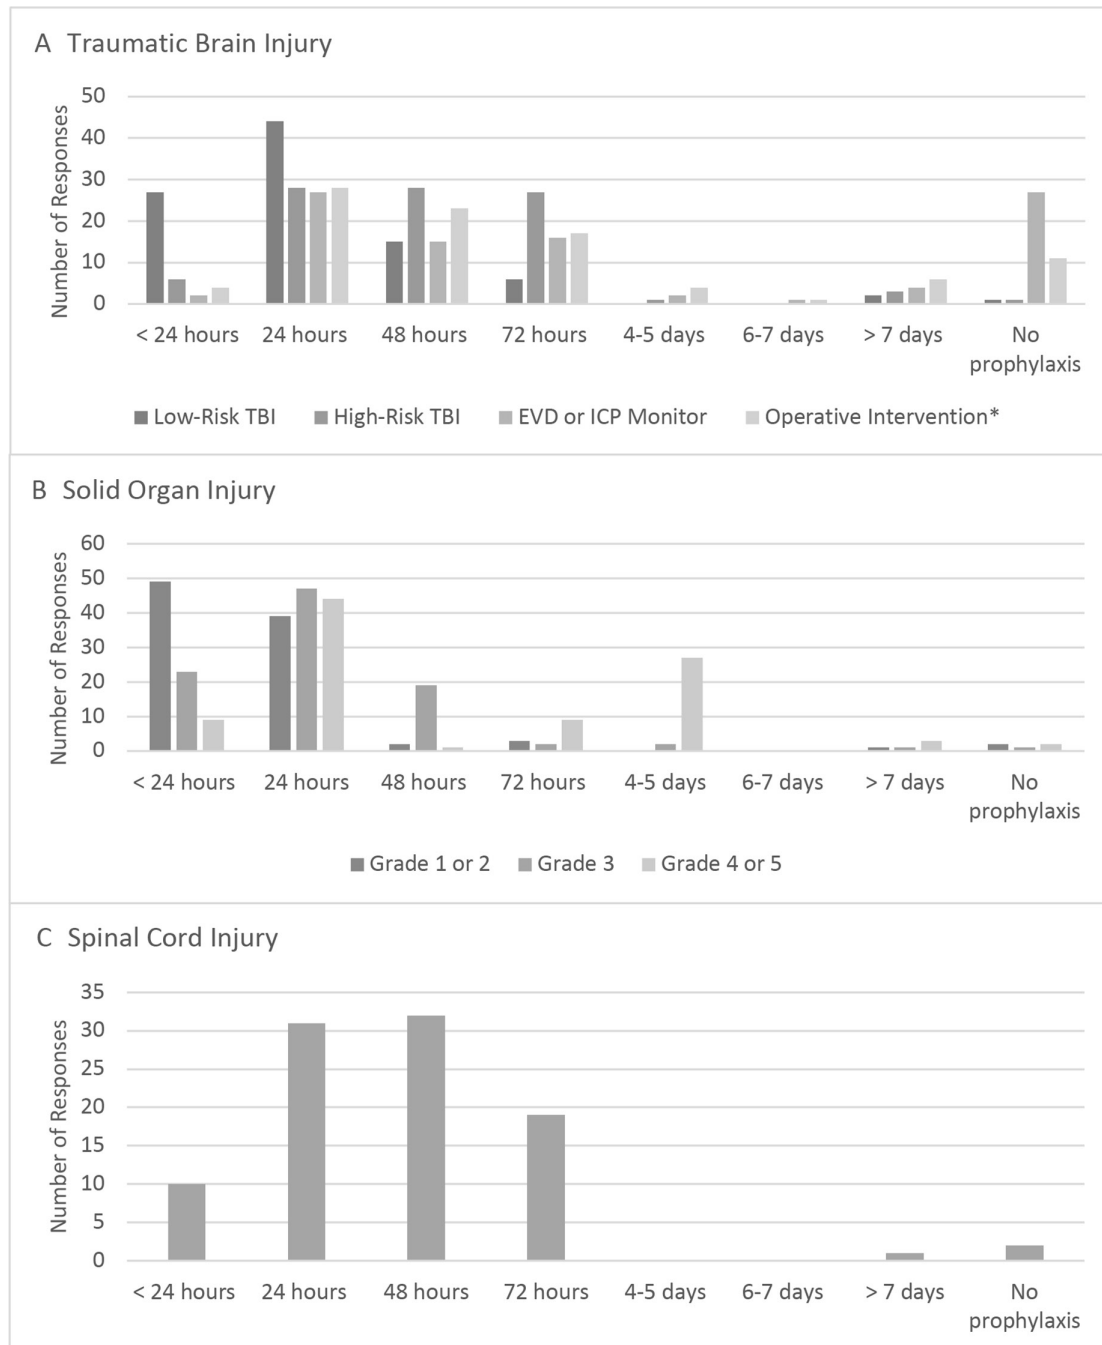 A Traumatic Brain Injury
Number of Responses
50
40
30
20
10
0
< 24 hours 24 hours 48 hours 72 hours 4-5 days 6-7 days > 7 days No prophylaxis
Low-Risk TBI High-Risk TBI EVD or ICP Monitor Operative Intervention*
B Solid Organ Injury
Number of Responses
60
50
40
30
20
10
0
< 24 hours 24 hours 48 hours 72 hours 4-5 days 6-7 days > 7 days No prophylaxis
Grade 1 or 2 Grade 3 Grade 4 or 5
C Spinal Cord Injury
Number of Responses
35
30
25
20
15
10
5
0
< 24 hours 24 hours 48 hours 72 hours 4-5 days 6-7 days > 7 days No prophylaxis